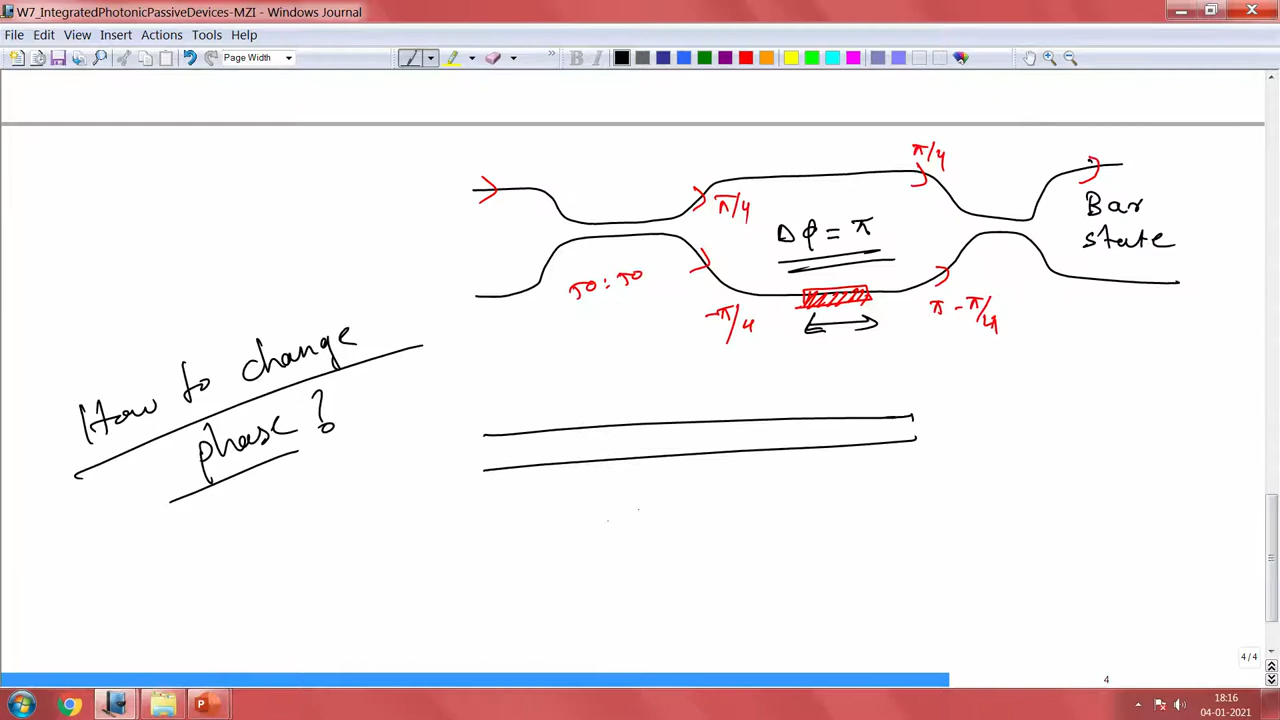 W7_IntegratedPhotonicPassiveDevices-MZI - Windows Journal
File Edit View Insert Actions Tools Help
Page Width
B I
π/4
π/4
Δφ = π
Bar
state
50:50
-π/4
π - π/4
How to change
phase?
4/4
4
18:16
04-01-2021